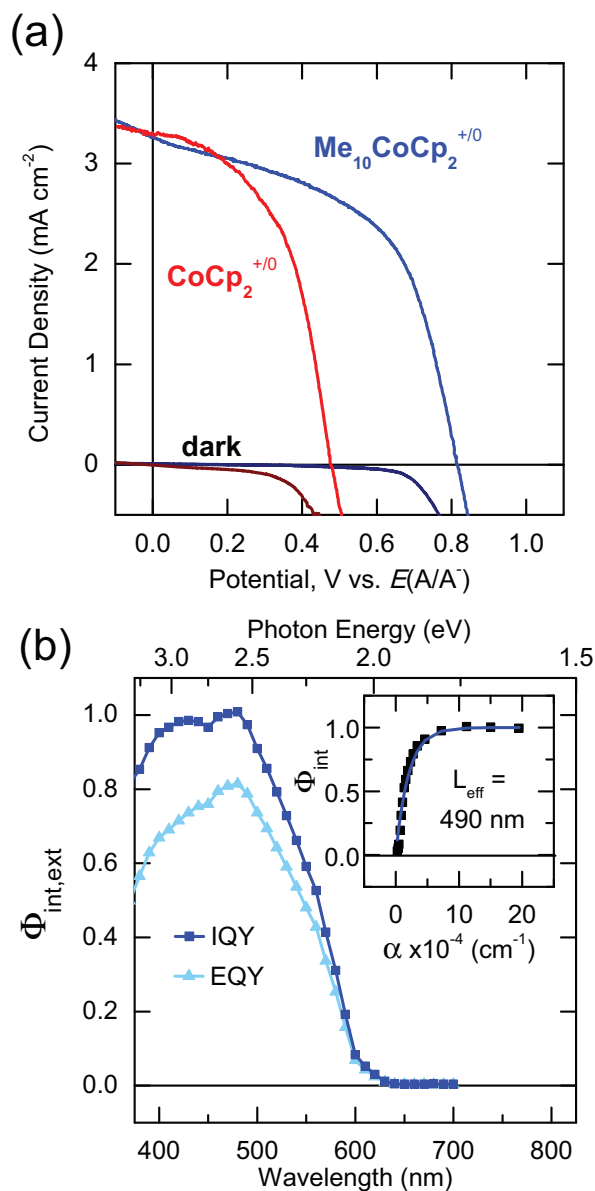 (a)
4
3
2
1
0
Current Density (mA cm⁻²)
Me₁₀CoCp₂⁺/⁰
CoCp₂⁺/⁰
dark
0.0 0.2 0.4 0.6 0.8 1.0
Potential, V vs. E(A/A⁻)
(b)
Photon Energy (eV)
3.0 2.5 2 1.5
1.0
0.8
0.6
0.4
0.2
0.0
Φint,ext
IQY
EQY
1.0
0.5
0.0
Φint
Leff =
490 nm
0 10 20
α x10⁻⁴ (cm⁻¹)
400 500 600 700 800
Wavelength (nm)